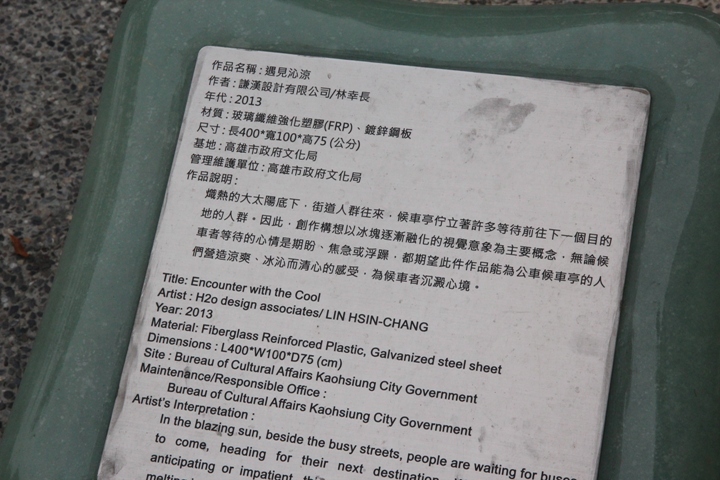 作品名稱 : 遇見沁涼
作者 : 謙漢設計有限公司/林幸長
年代 : 2013
材質 : 玻璃纖維強化塑膠(FRP)、鍍鋅鋼板
尺寸 : 長400*寬100*高75 (公分)
基地 : 高雄市政府文化局
管理維護單位 : 高雄市政府文化局
作品說明 :
熾熱的大太陽底下，街道人群往來，候車亭佇立著許多等待前往下一個目的
地的人群。因此，創作構想以冰塊逐漸融化的視覺意象為主要概念，無論候
車者等待的心情是期盼、焦急或浮躁，都期望此件作品能為公車候車亭的人
們營造涼爽、冰沁而清心的感受，為候車者沉澱心境。
Title: Encounter with the Cool
Artist : H2o design associates/ LIN HSIN-CHANG
Year: 2013
Material: Fiberglass Reinforced Plastic, Galvanized steel sheet
Dimensions : L400*W100*D75 (cm)
Site : Bureau of Cultural Affairs Kaohsiung City Government
Maintenance/Responsible Office :
Bureau of Cultural Affairs Kaohsiung City Government
Artist's Interpretation :
In the blazing sun, beside the busy streets, people are waiting for buses
to come, heading for their next destination.
anticipating or impatient,
melting